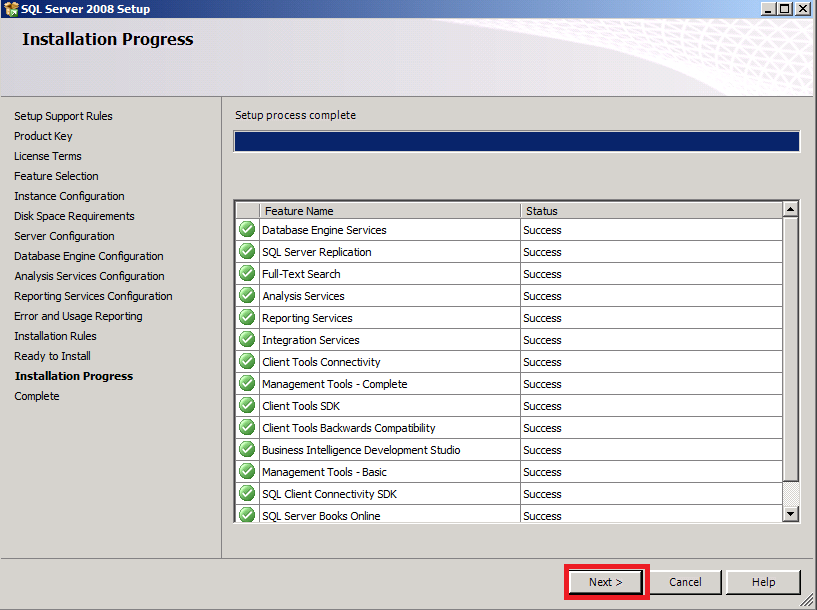 SQL Server 2008 Setup
Installation Progress
Setup Support Rules
Product Key
License Terms
Feature Selection
Instance Configuration
Disk Space Requirements
Server Configuration
Database Engine Configuration
Analysis Services Configuration
Reporting Services Configuration
Error and Usage Reporting
Installation Rules
Ready to Install
Installation Progress
Complete
Setup process complete
Feature Name Status
Database Engine Services Success
SQL Server Replication Success
Full-Text Search Success
Analysis Services Success
Reporting Services Success
Integration Services Success
Client Tools Connectivity Success
Management Tools - Complete Success
Client Tools SDK Success
Client Tools Backwards Compatibility Success
Business Intelligence Development Studio Success
Management Tools - Basic Success
SQL Client Connectivity SDK Success
SQL Server Books Online Success
Next > Cancel Help